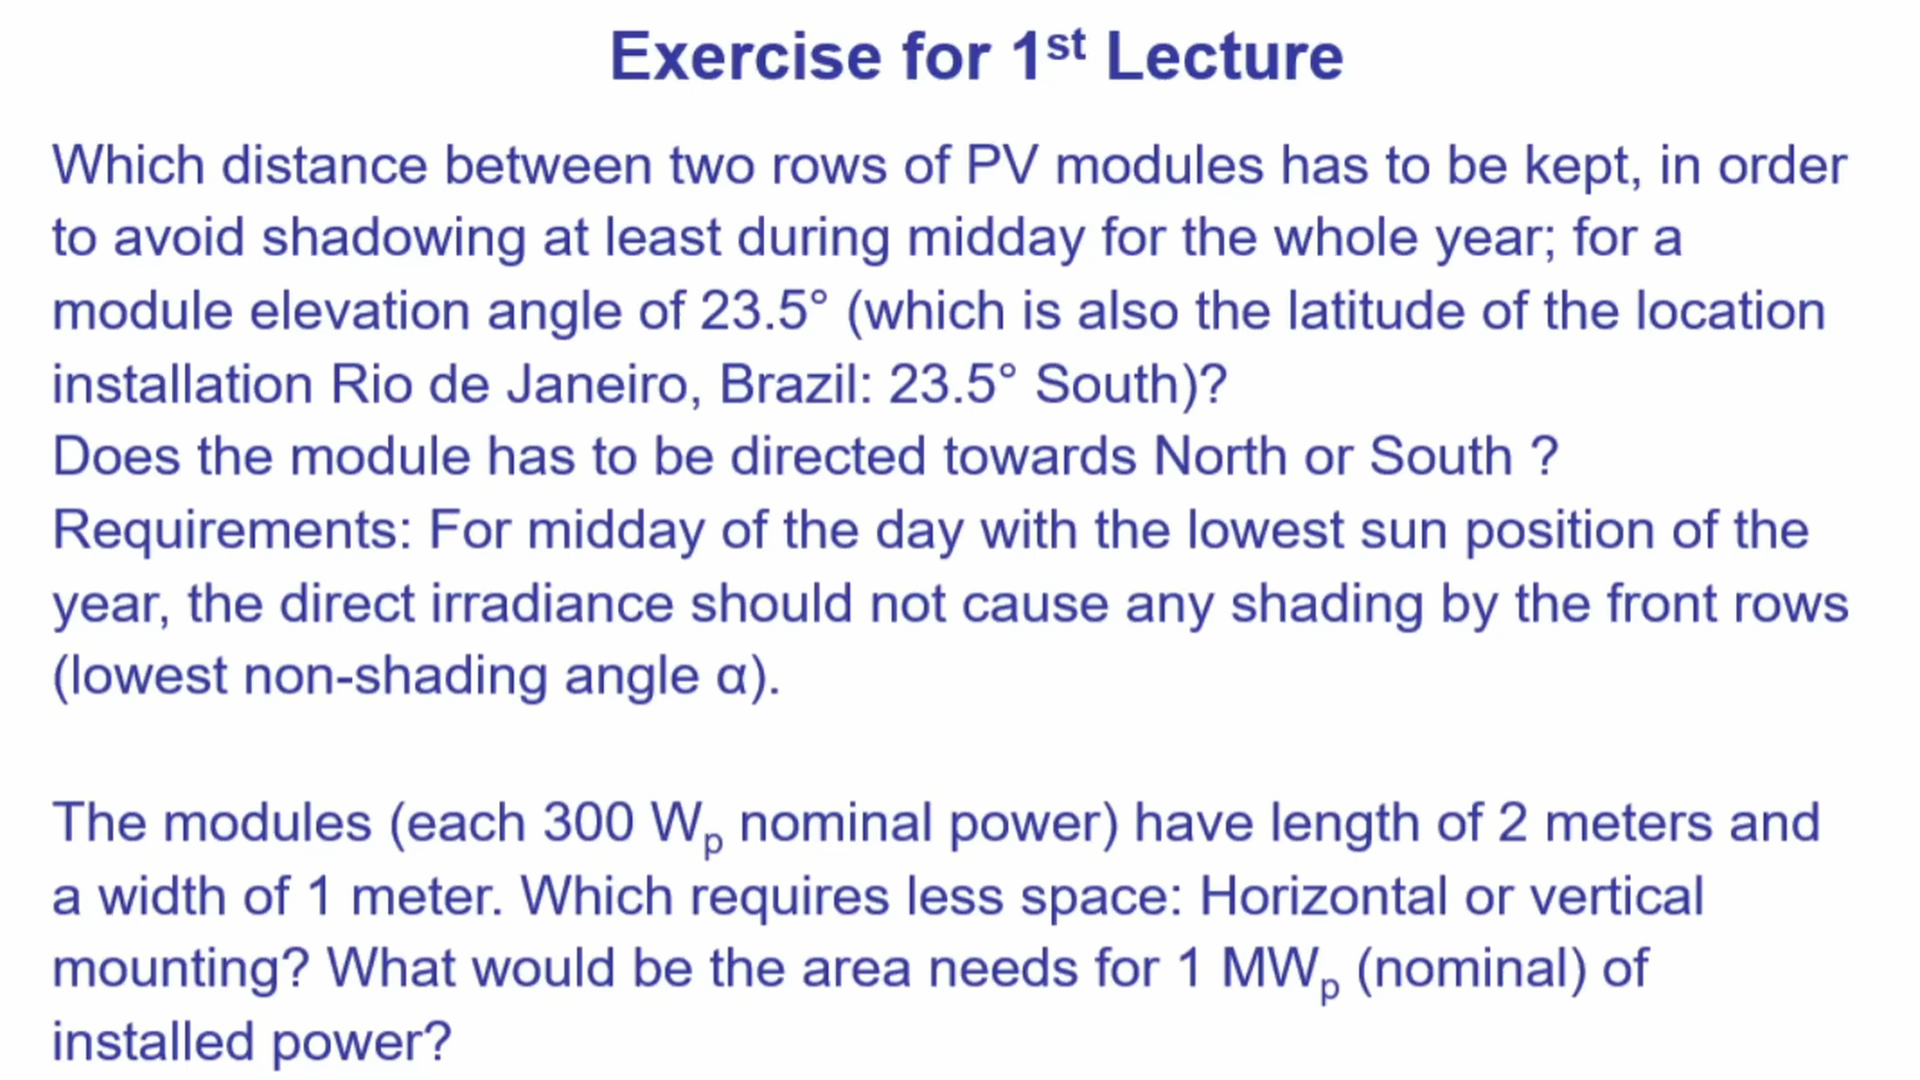 Exercise for 1st Lecture
Which distance between two rows of PV modules has to be kept, in order
to avoid shadowing at least during midday for the whole year; for a
module elevation angle of 23.5° (which is also the latitude of the location
installation Rio de Janeiro, Brazil: 23.5° South)?
Does the module has to be directed towards North or South ?
Requirements: For midday of the day with the lowest sun position of the
year, the direct irradiance should not cause any shading by the front rows
(lowest non-shading angle α).
The modules (each 300 Wp nominal power) have length of 2 meters and
a width of 1 meter. Which requires less space: Horizontal or vertical
mounting? What would be the area needs for 1 MWp (nominal) of
installed power?